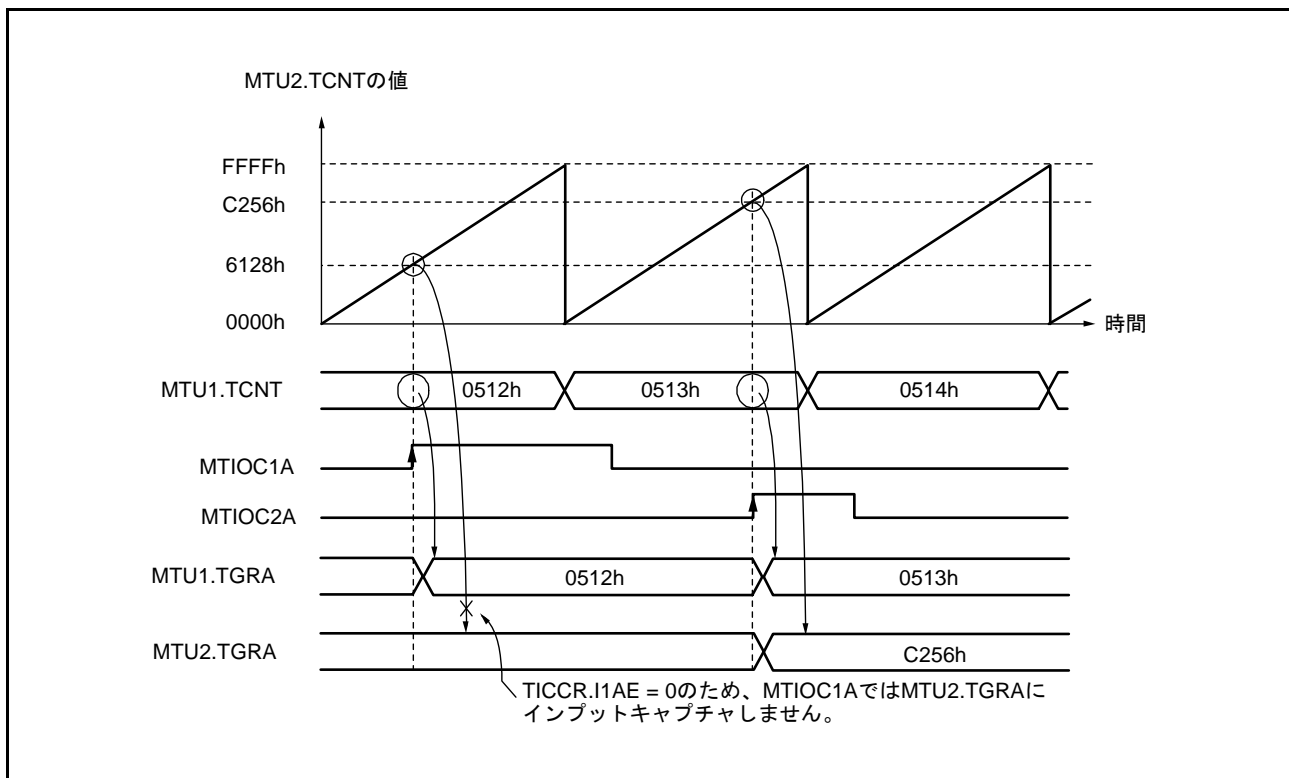 MTU2.TCNTの値
FFFFh
C256h
6128h
0000h
時間
MTU1.TCNT
0512h
0513h
0514h
MTIOC1A
MTIOC2A
MTU1.TGRA
0512h
0513h
MTU2.TGRA
C256h
TICCR.I1AE = 0のため、MTIOC1AではMTU2.TGRAに
インプットキャプチャしません。